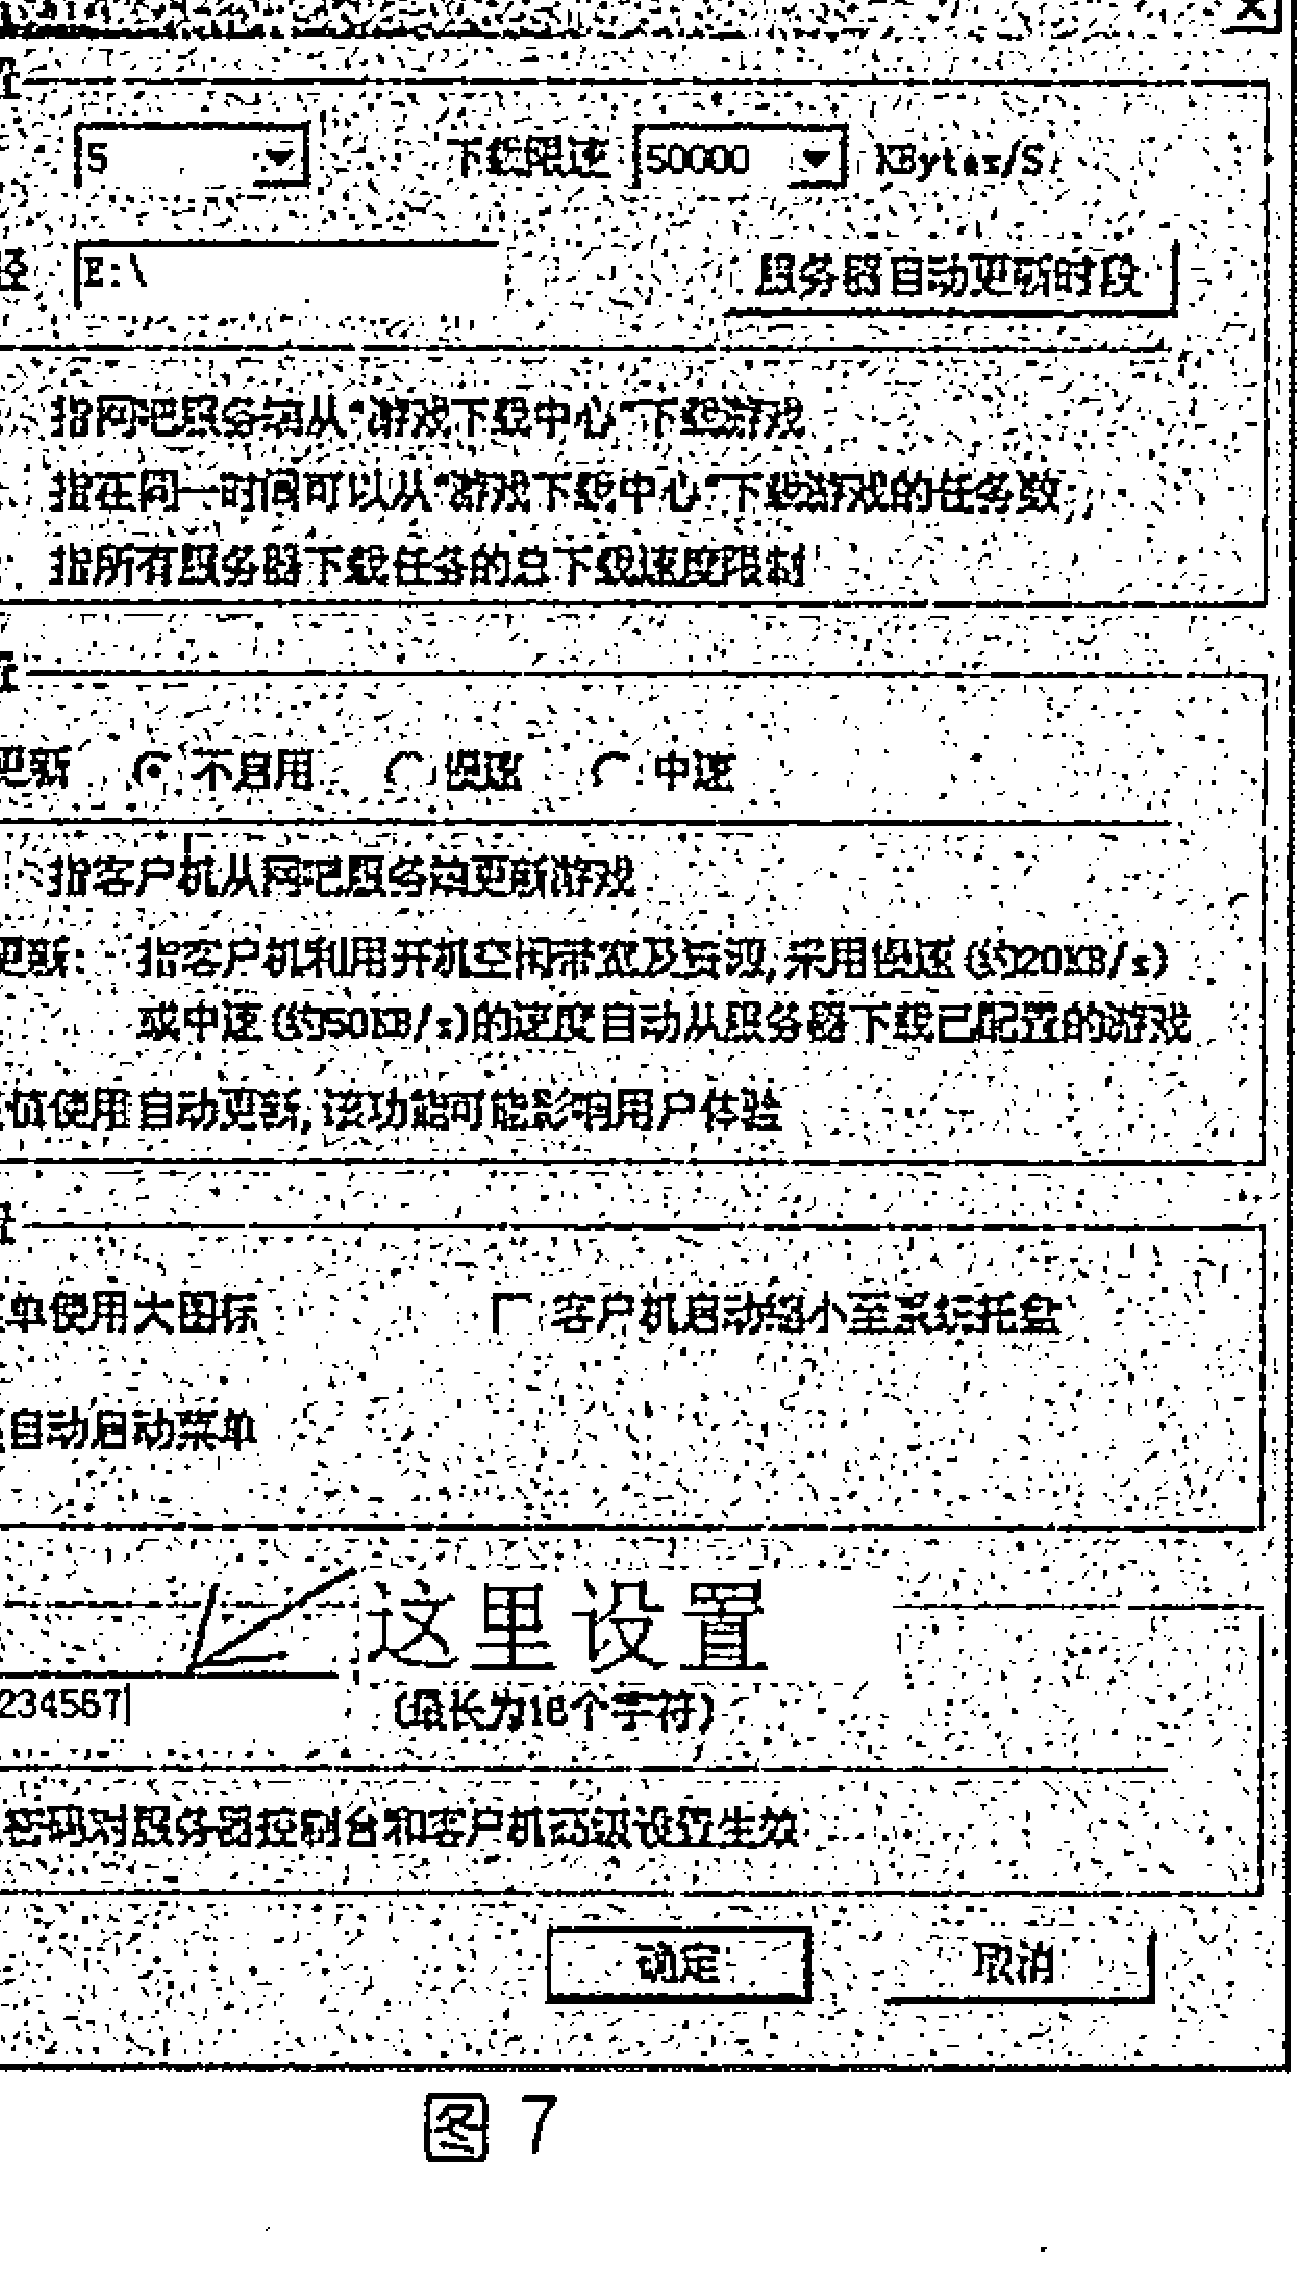 5 下载限速 50000 KBytes/S
径 E:\ 服务器自动更新时段
指网吧服务端从"游戏下载中心"下载游戏
指在同一时间可以从"游戏下载中心"下载游戏的任务数
指所有服务器下载任务的总下载速度限制
更新 不启用 慢速 中速
指客户机从网吧服务端更新游戏
更新: 指客户机利用开机空闲带宽及资源,采用慢速(约20KB/s)
或中速(约50KB/s)的速度自动从服务器下载已配置的游戏
值使用自动更新,该功能可能影响用户体验
单使用大图标 客户机启动缩小至系统托盘
自动启动菜单
这里设置
234567 (最长为16个字符)
密码对服务器控制台和客户机高级设置生效
确定 取消
图 7